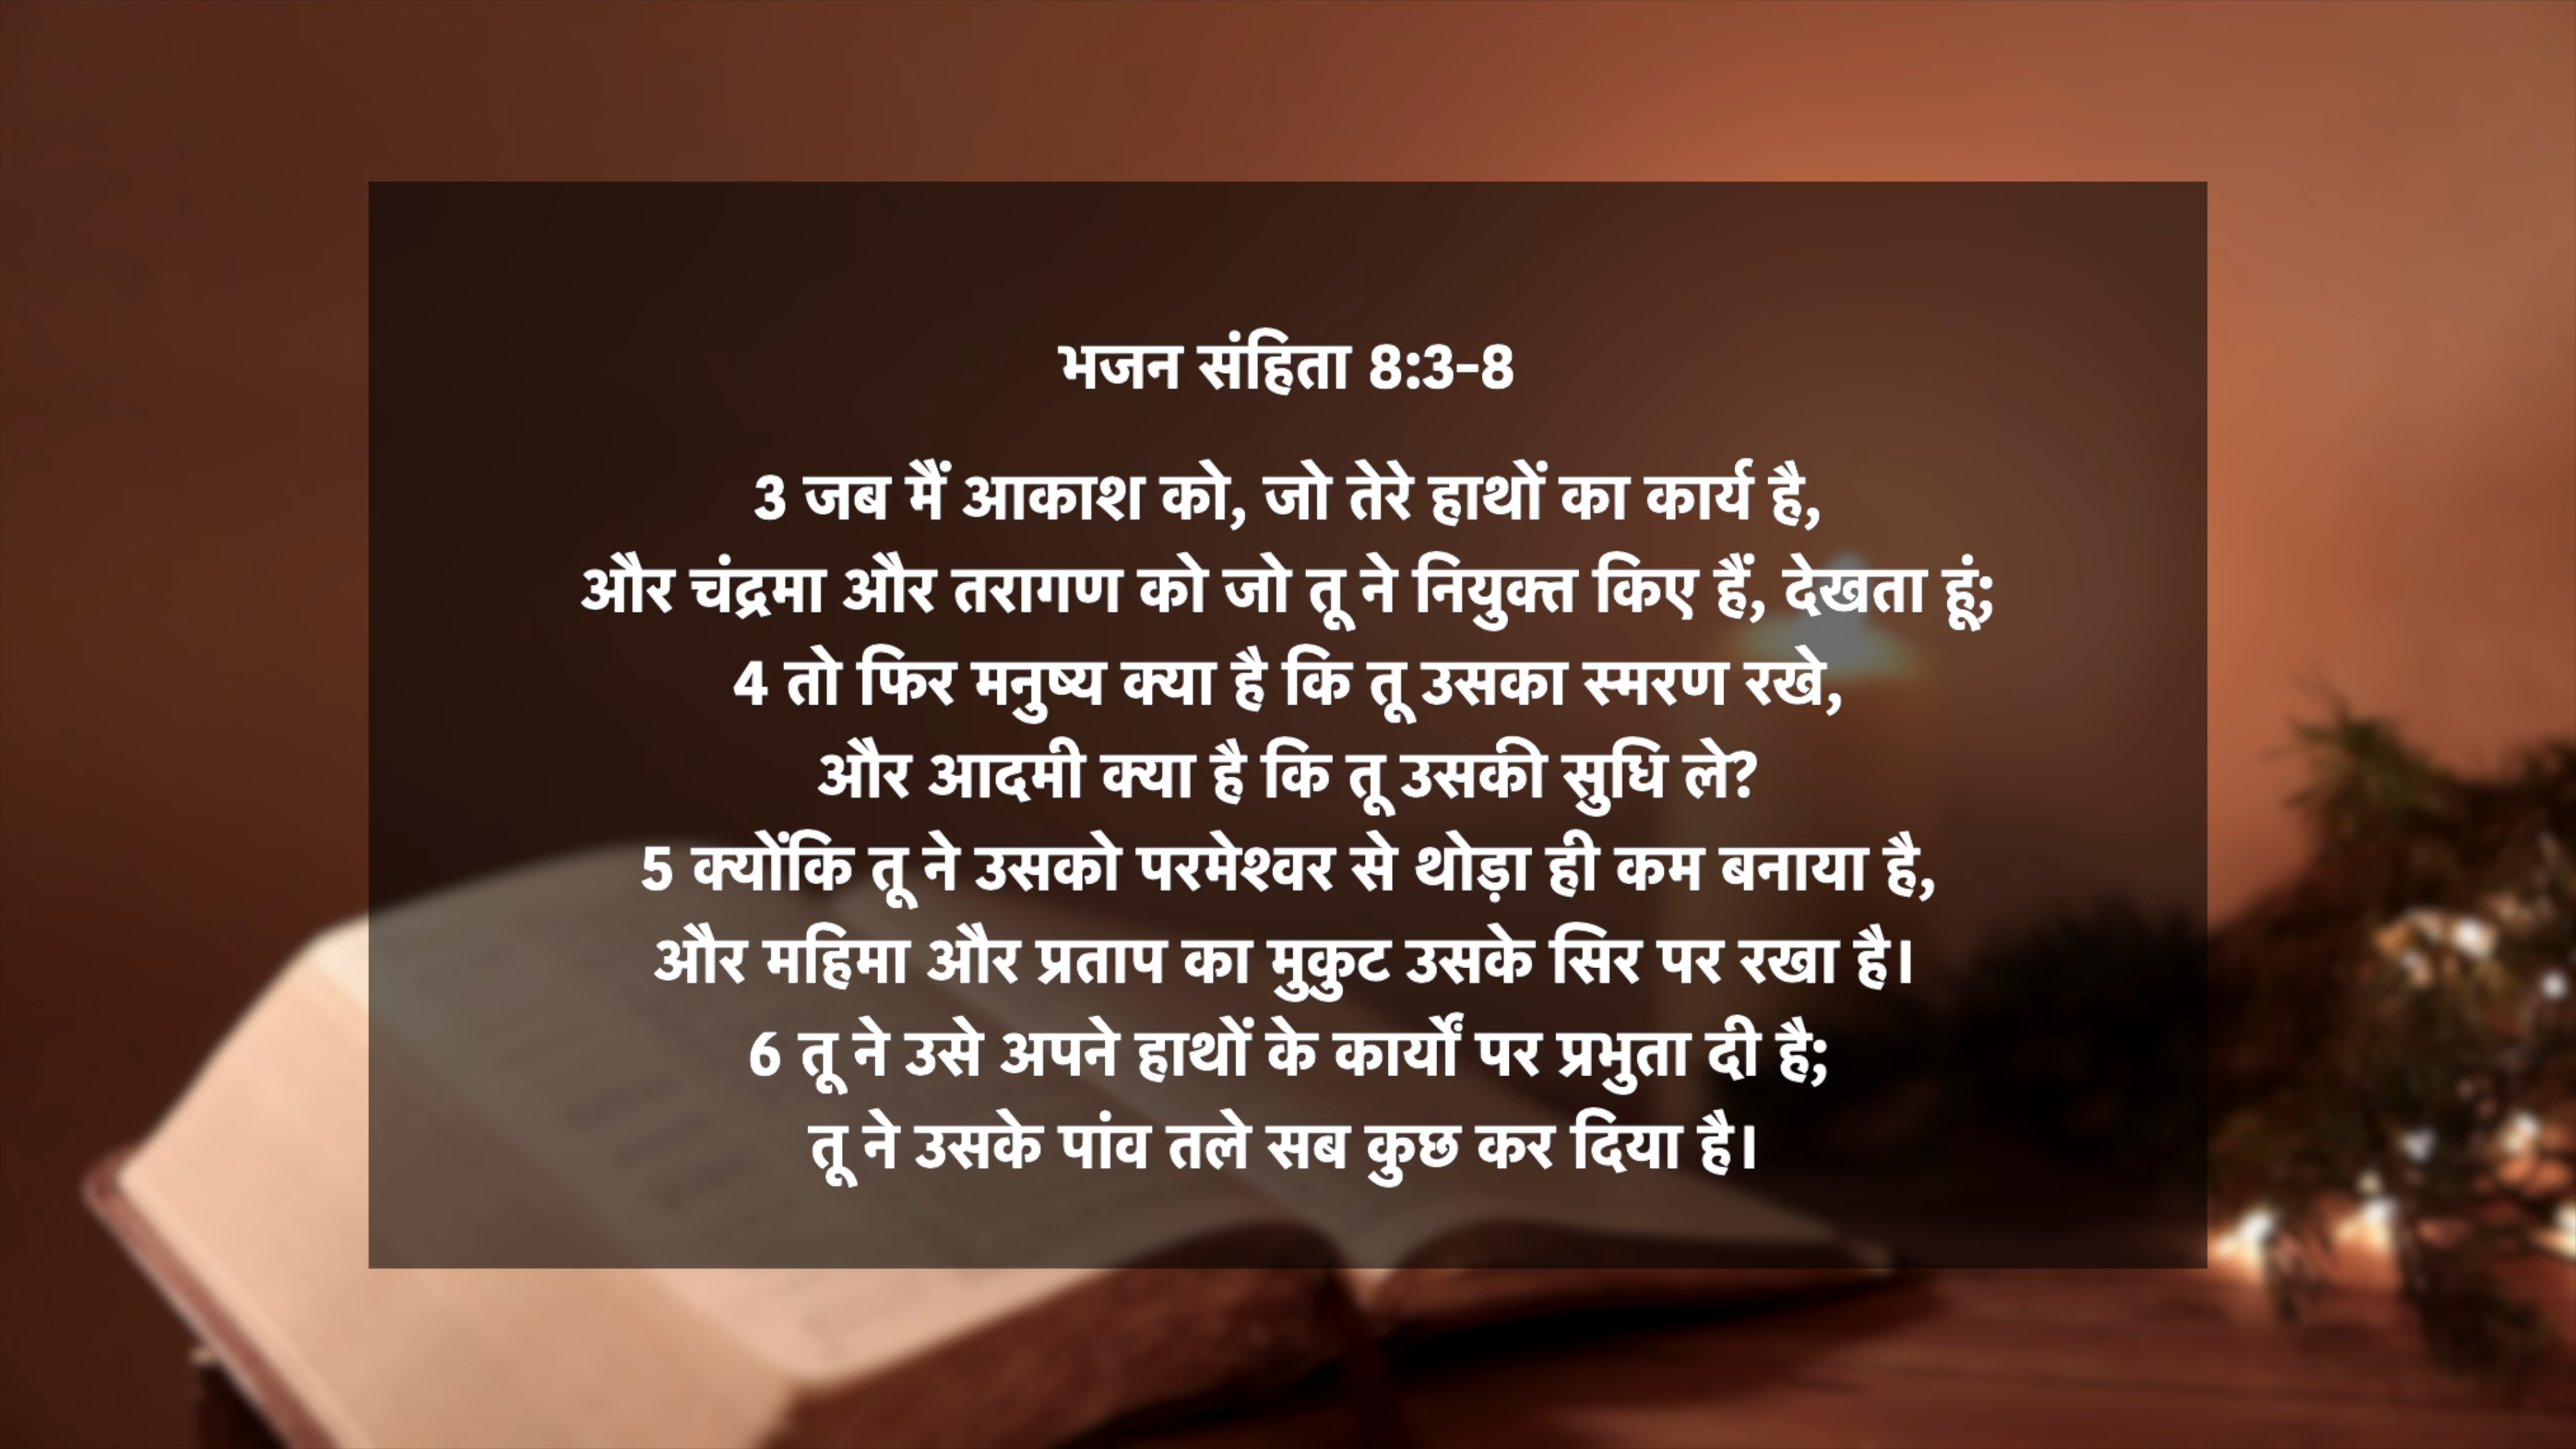 भजन संहिता 8:3-8
3 जब मैं आकाश को, जो तेरे हाथों का कार्य है,
और चंद्रमा और तरागण को जो तू ने नियुक्त किए हैं, देखता हूं;
4 तो फिर मनुष्य क्या है कि तू उसका स्मरण रखे,
और आदमी क्या है कि तू उसकी सुधि ले?
5 क्योंकि तू ने उसको परमेश्वर से थोड़ा ही कम बनाया है,
और महिमा और प्रताप का मुकुट उसके सिर पर रखा है।
6 तू ने उसे अपने हाथों के कार्यों पर प्रभुता दी है;
तू ने उसके पांव तले सब कुछ कर दिया है।